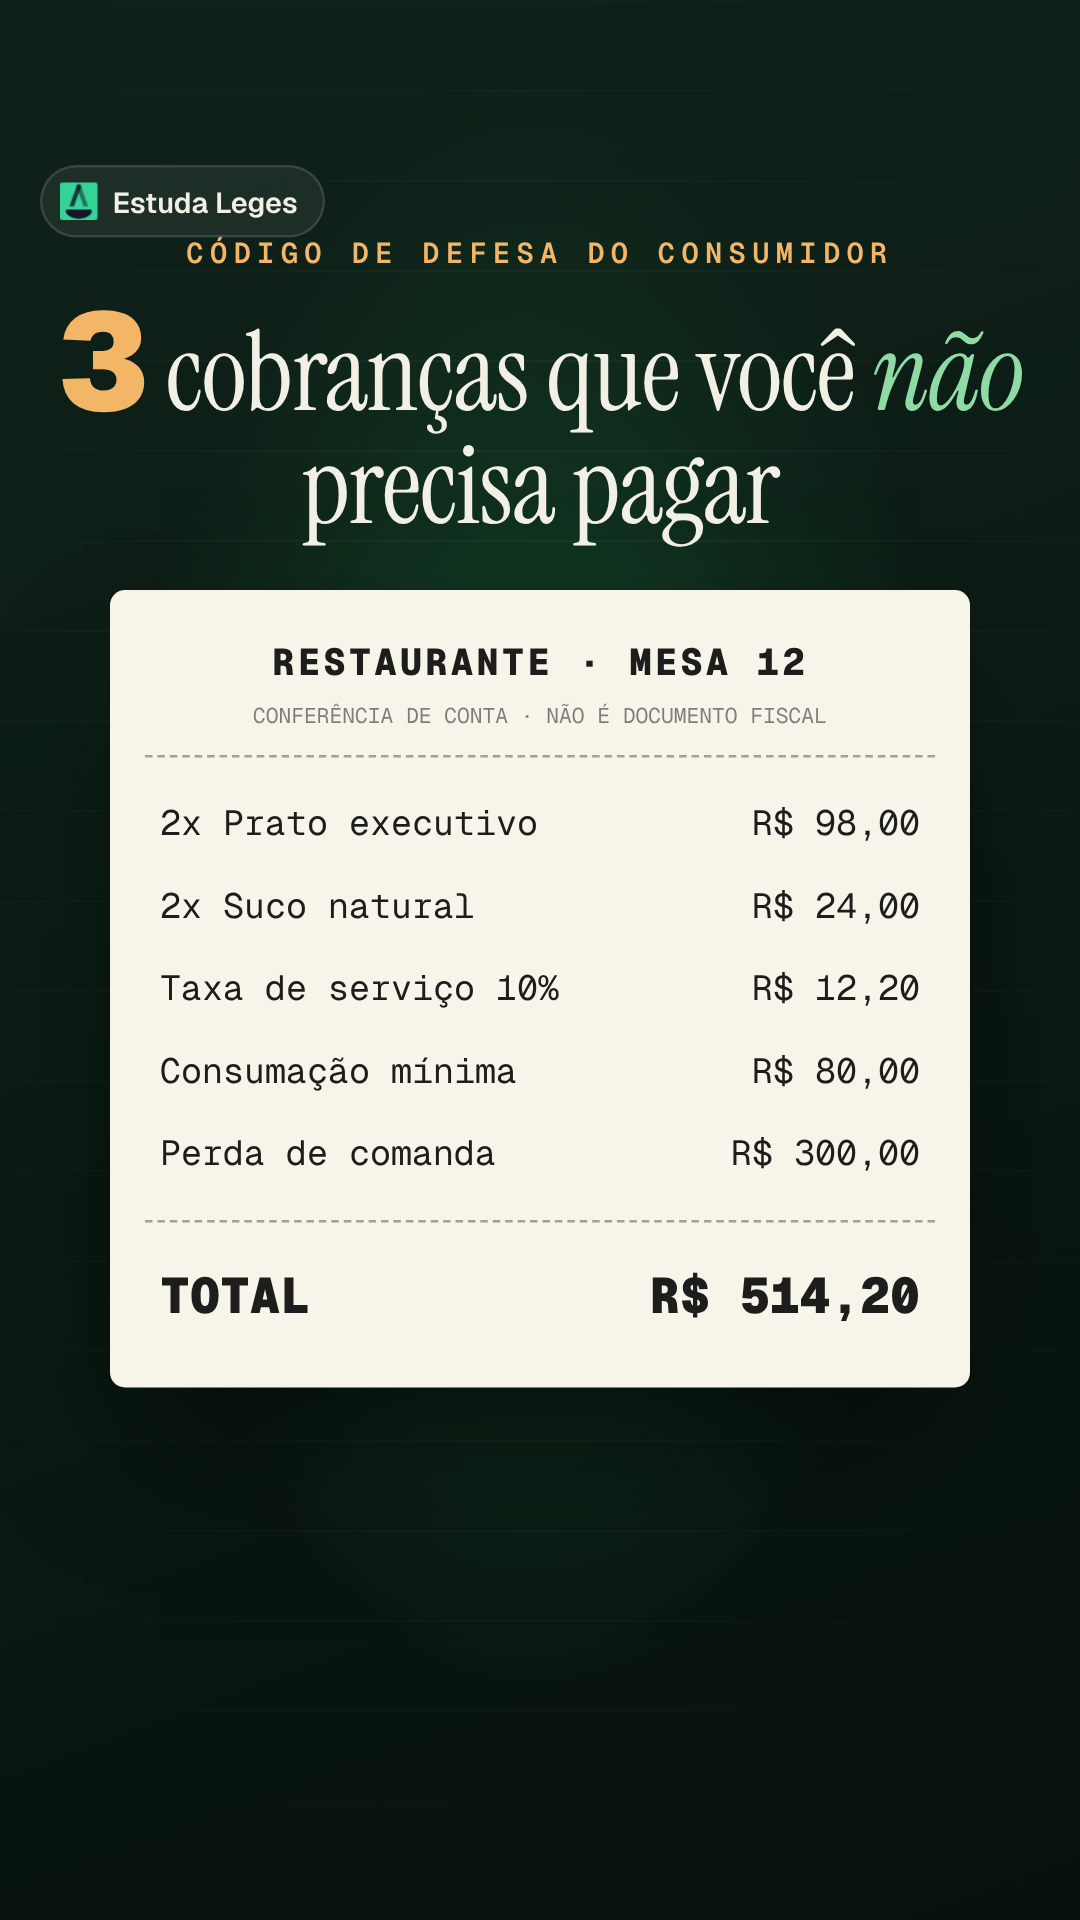 Estuda Leges
CÓDIGO DE DEFESA DO CONSUMIDOR
3 cobranças que você não
precisa pagar
RESTAURANTE · MESA 12
CONFERÊNCIA DE CONTA · NÃO É DOCUMENTO FISCAL
2x Prato executivo R$ 98,00
2x Suco natural R$ 24,00
Taxa de serviço 10% R$ 12,20
Consumação mínima R$ 80,00
Perda de comanda R$ 300,00
TOTAL R$ 514,20